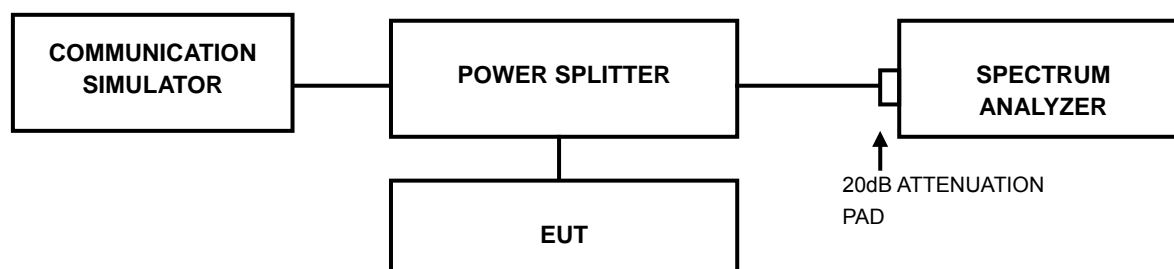 COMMUNICATION
SIMULATOR
POWER SPLITTER
SPECTRUM
ANALYZER
20dB ATTENUATION
PAD
EUT